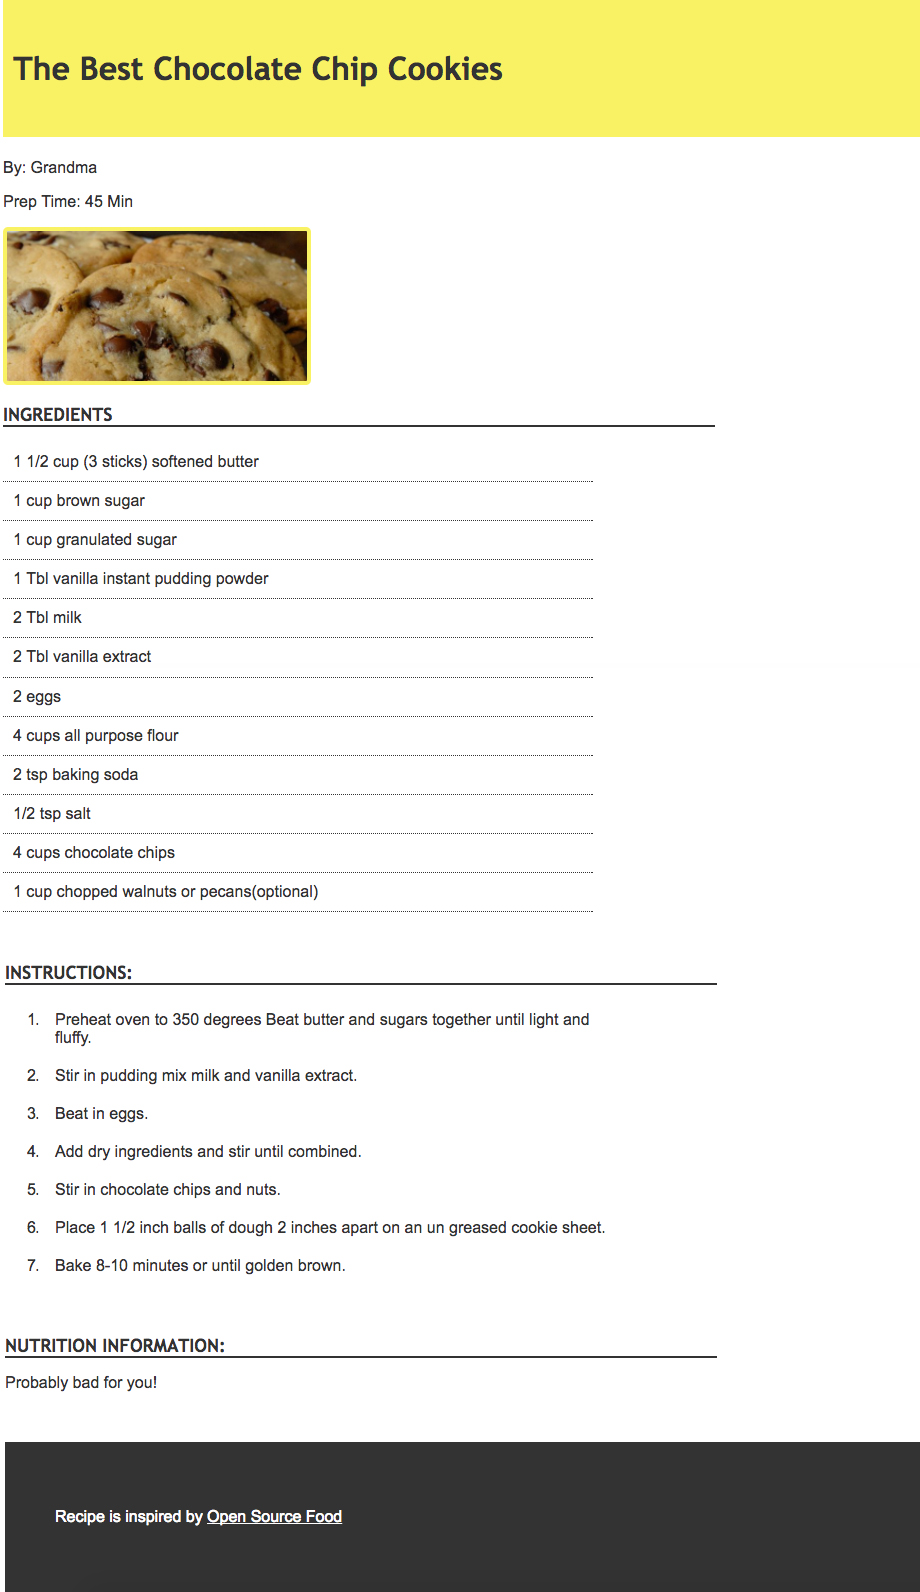 The Best Chocolate Chip Cookies
By: Grandma
Prep Time: 45 Min
INGREDIENTS
1 1/2 cup (3 sticks) softened butter
1 cup brown sugar
1 cup granulated sugar
1 Tbl vanilla instant pudding powder
2 Tbl milk
2 Tbl vanilla extract
2 eggs
4 cups all purpose flour
2 tsp baking soda
1/2 tsp salt
4 cups chocolate chips
1 cup chopped walnuts or pecans(optional)
INSTRUCTIONS:
1. Preheat oven to 350 degrees Beat butter and sugars together until light and
fluffy.
2. Stir in pudding mix milk and vanilla extract.
3. Beat in eggs.
4. Add dry ingredients and stir until combined.
5. Stir in chocolate chips and nuts.
6. Place 1 1/2 inch balls of dough 2 inches apart on an un greased cookie sheet.
7. Bake 8-10 minutes or until golden brown.
NUTRITION INFORMATION:
Probably bad for you!
Recipe is inspired by Open Source Food